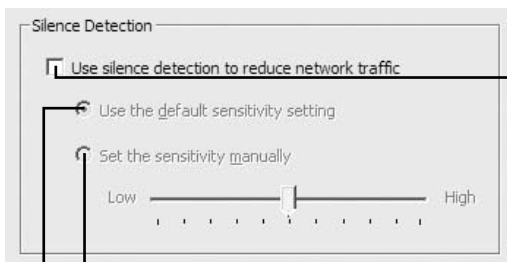 Silence Detection
Use silence detection to reduce network traffic
Use the default sensitivity setting
Set the sensitivity manually
Low High